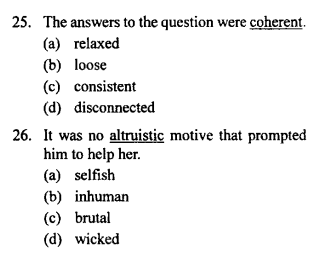 25. The answers to the question were coherent.
(a) relaxed
(b) loose
(c) consistent
(d) disconnected
26. It was no altruistic motive that prompted
him to help her.
(a) selfish
(b) inhuman
(c) brutal
(d) wicked